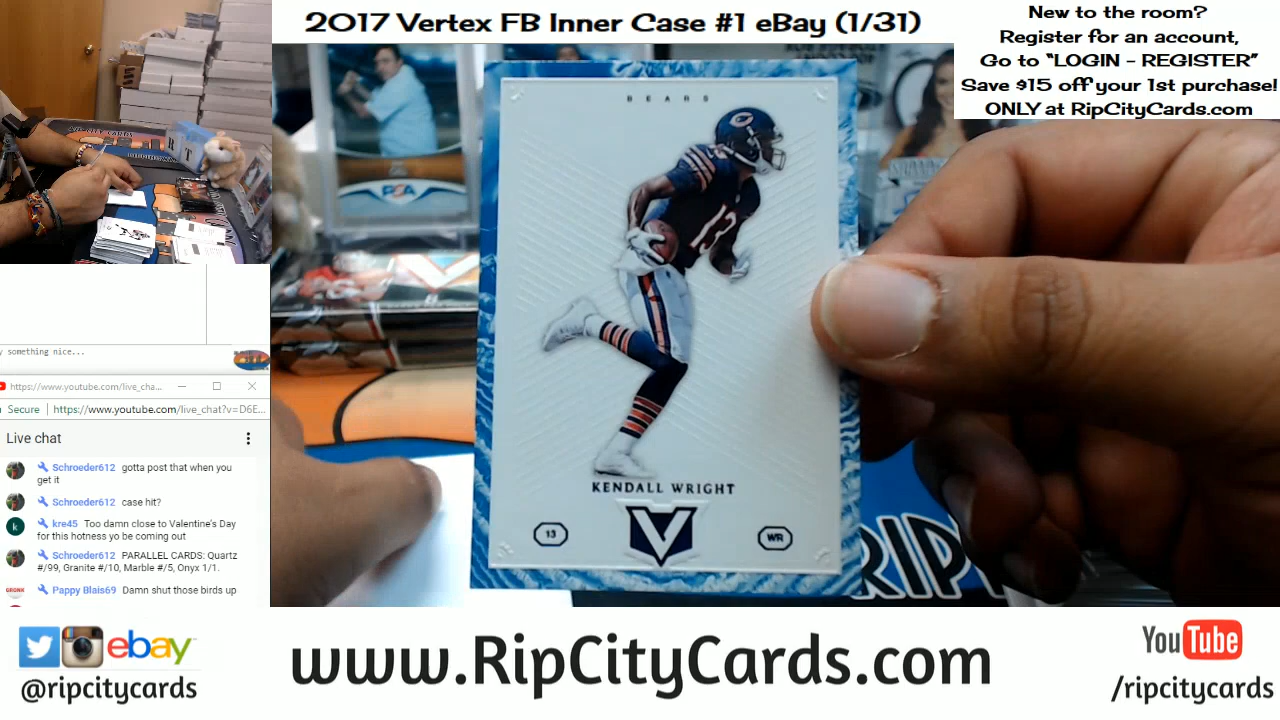 2017 Vertex FB Inner Case #1 eBay (1/31)
New to the room?
Register for an account,
Go to “LOGIN - REGISTER”
Save $15 off your 1st purchase!
ONLY at RipCityCards.com
BEARS
13
KENDALL WRIGHT
V
13
WR
PSA
RIP
y something nice...
https://www.youtube.com/live_cha...
Secure
https://www.youtube.com/live_chat?v=D6E...
Live chat
Schroeder612 gotta post that when you
get it
Schroeder612 case hit?
k
kre45 Too damn close to Valentine's Day
for this hotness yo be coming out
Schroeder612 PARALLEL CARDS: Quartz
#/99, Granite #/10, Marble #/5, Onyx 1/1.
Pappy Blais69 Damn shut those birds up
ebay
@ripcitycards
www.RipCityCards.com
YouTube
/ripcitycards